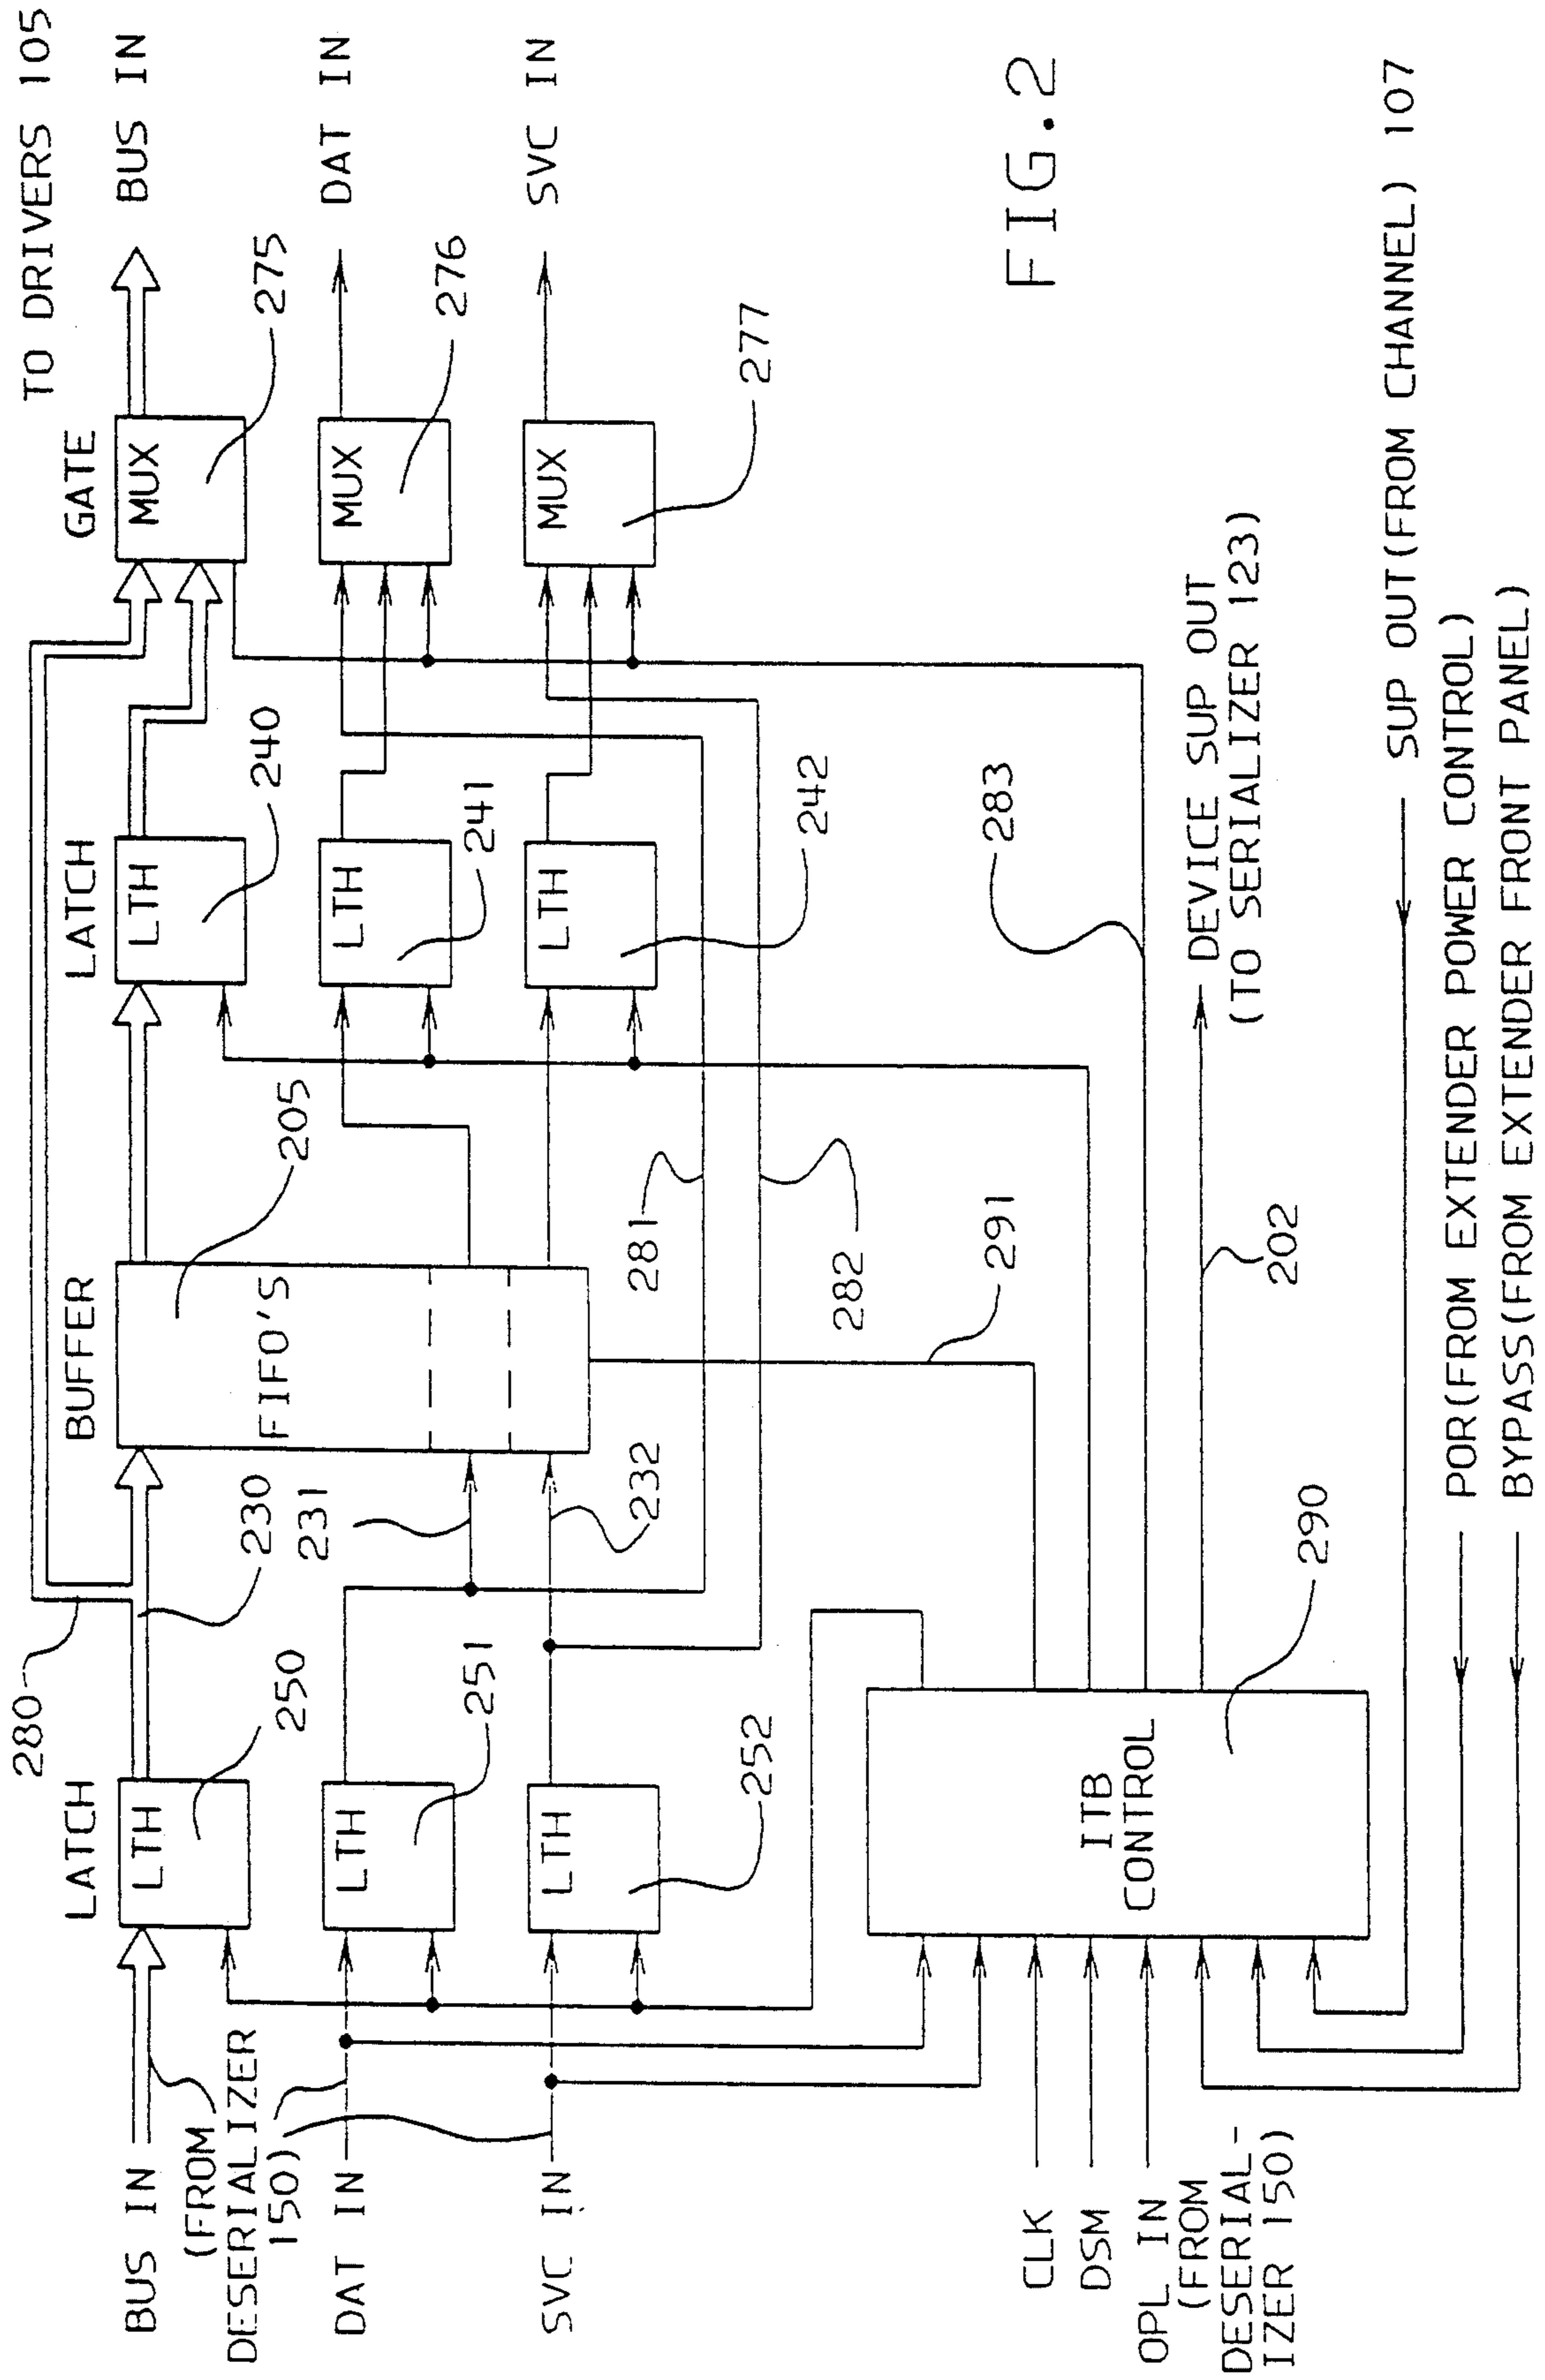 TO DRIVERS 105
LATCH
BUFFER
LATCH
GATE
BUS IN
(FROM
DESERIALIZER
150)
LTH
250
280
230
FIFO'S
205
LTH
240
MUX
275
BUS IN
DAT IN
LTH
251
231
LTH
241
MUX
276
DAT IN
SVC IN
LTH
252
232
281
282
LTH
242
MUX
277
SVC IN
291
283
CLK
DSM
OPL IN
(FROM
DESERIAL-
IZER 150)
ITB
CONTROL
290
202
DEVICE SUP OUT
(TO SERIALIZER 123)
FIG.2
SUP OUT(FROM CHANNEL) 107
POR(FROM EXTENDER POWER CONTROL)
BYPASS(FROM EXTENDER FRONT PANEL)